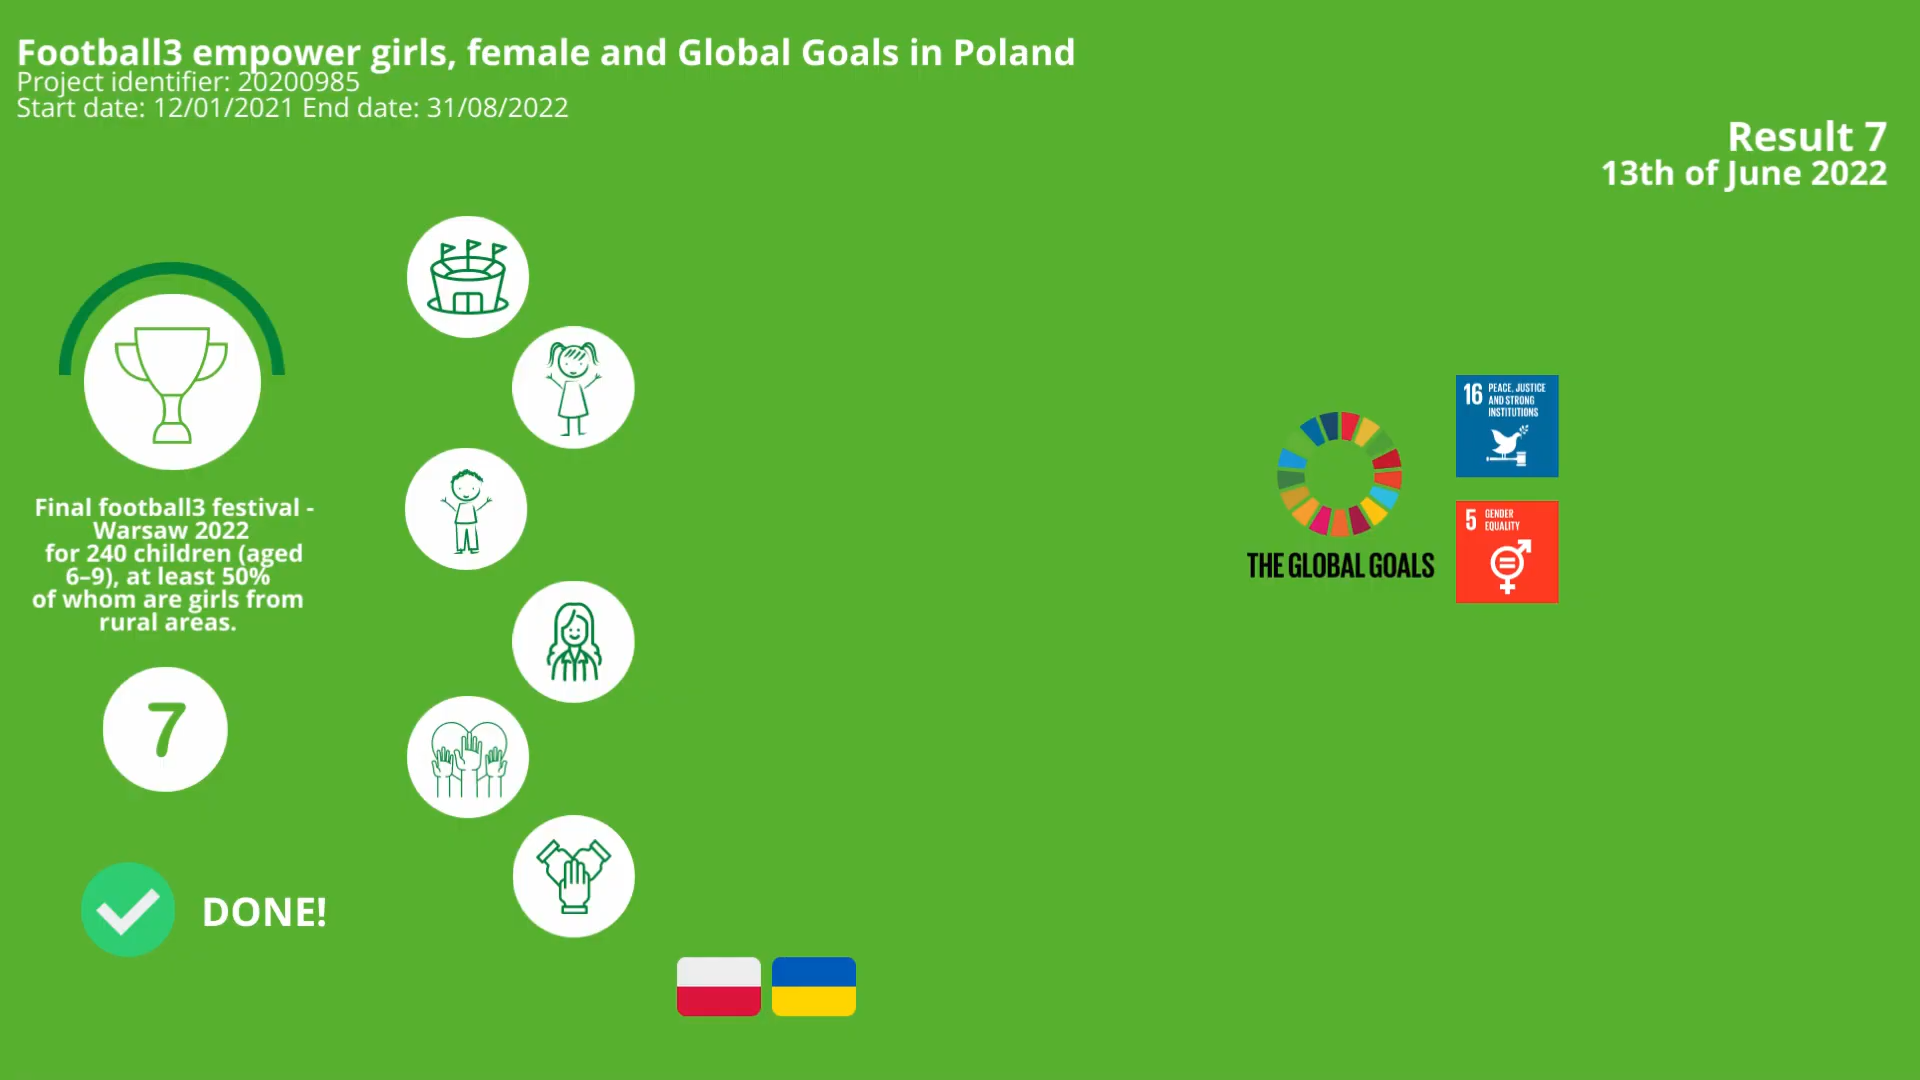 Football3 empower girls, female and Global Goals in Poland
Project identifier: 20200985
Start date: 12/01/2021 End date: 31/08/2022
Result 7
13th of June 2022
Final football3 festival -
Warsaw 2022
for 240 children (aged
6–9), at least 50%
of whom are girls from
rural areas.
7
DONE!
THE GLOBAL GOALS
16 PEACE, JUSTICE
AND STRONG
INSTITUTIONS
5 GENDER
EQUALITY